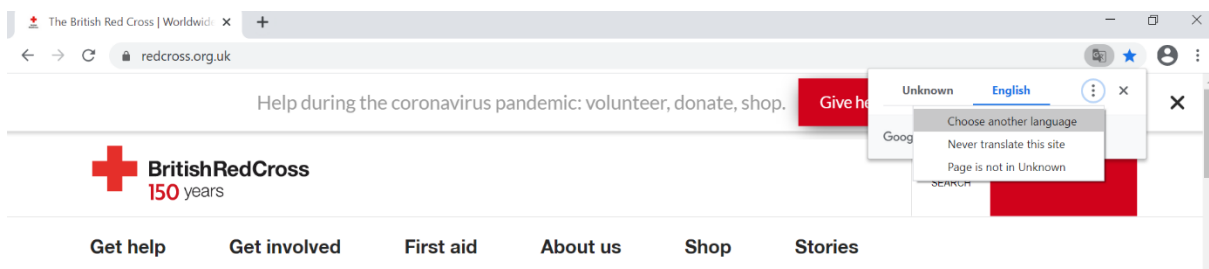 The British Red Cross | Worldwide
redcross.org.uk
Help during the coronavirus pandemic: volunteer, donate, shop.
Give he
Unknown English
Goog
Choose another language
Never translate this site
Page is not in Unknown
SEARCH
BritishRedCross
150 years
Get help Get involved First aid About us Shop Stories